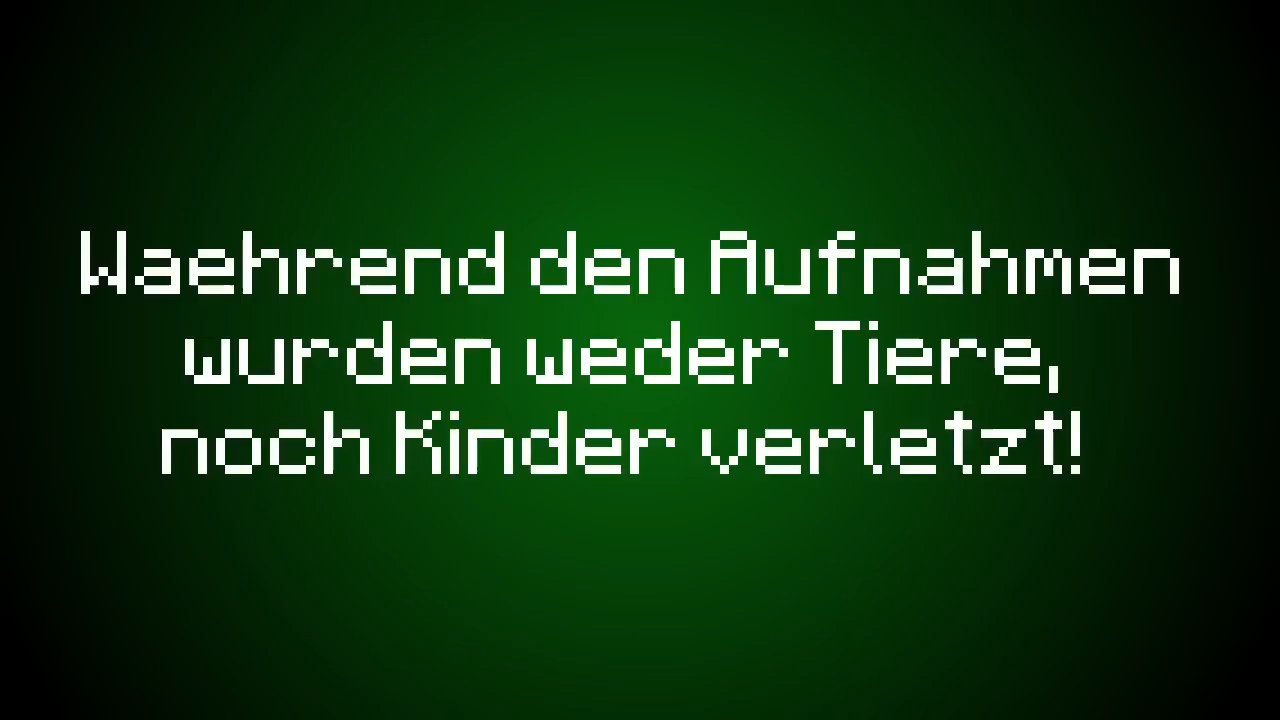 Waehrend den Aufnahmen
wurden weder Tiere,
noch Kinder verletzt!